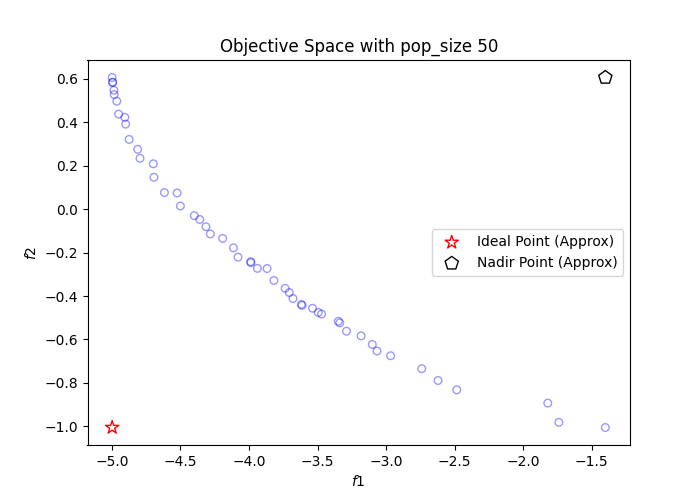 Objective Space with pop_size 50
0.6
0.4
0.2
0.0
−0.2
−0.4
−0.6
−0.8
−1.0
f2
Ideal Point (Approx)
Nadir Point (Approx)
−5.0 −4.5 −4.0 −3.5 −3.0 −2.5 −2.0 −1.5
f1